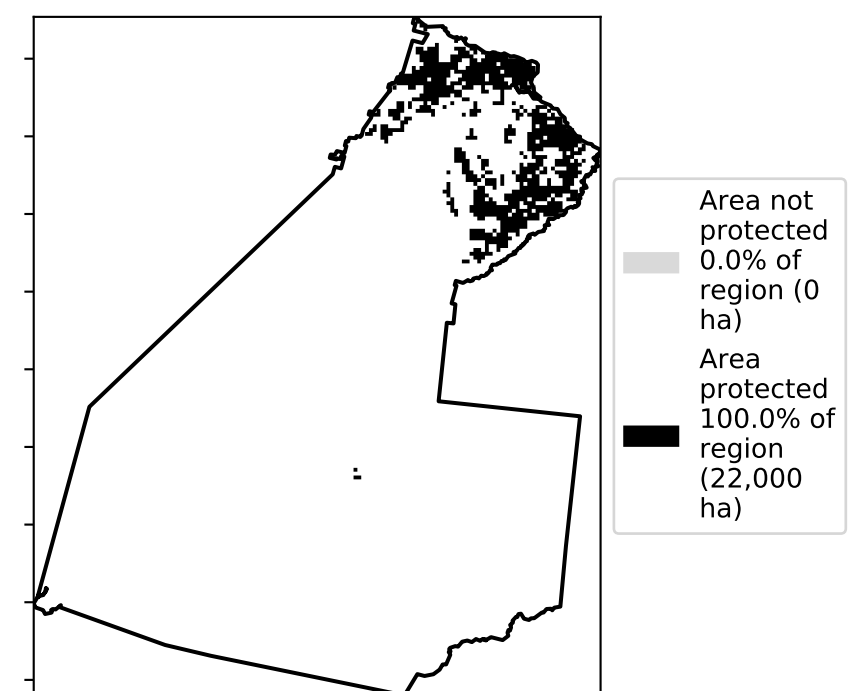 Area not
protected
0.0% of
region (0
ha)
Area
protected
100.0% of
region
(22,000
ha)